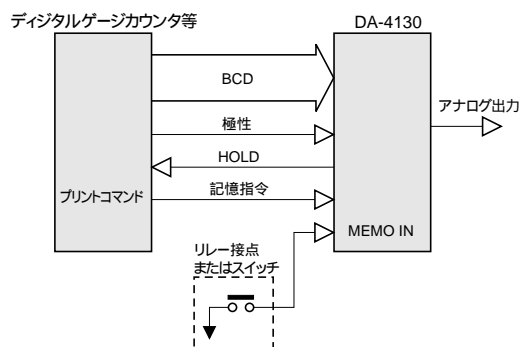 ディジタルゲージカウンタ等
DA-4130
BCD
アナログ出力
極性
HOLD
プリントコマンド
記憶指令
MEMO IN
リレー接点
またはスイッチ